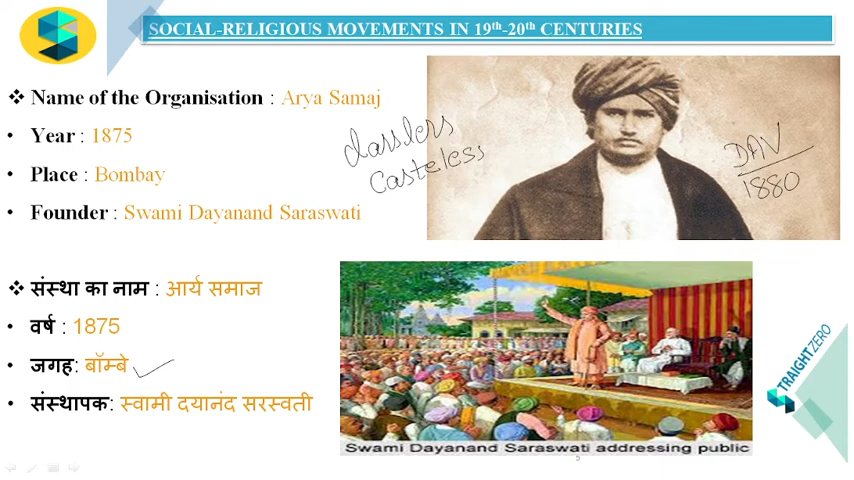 SOCIAL-RELIGIOUS MOVEMENTS IN 19th-20th CENTURIES
❖ Name of the Organisation : Arya Samaj
• Year : 1875
• Place : Bombay
• Founder : Swami Dayanand Saraswati
Casteless
DAV
1880
❖ संस्था का नाम : आर्य समाज
• वर्ष : 1875
• जगह: बॉम्बे
• संस्थापक: स्वामी दयानंद सरस्वती
Swami Dayanand Saraswati addressing public
5
TRAIGHTZERO